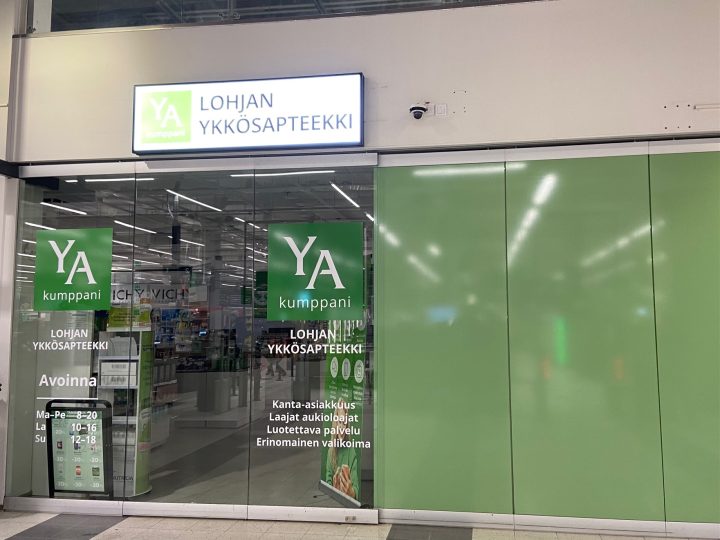 YA
kumppani
LOHJAN
YKKÖSAPTEEKKI
YA
kumppani
LOHJAN
YKKÖSAPTEEKKI
Avoinna
Ma–Pe 8–20
La 10–16
Su 12–18
VICHY
YA
kumppani
LOHJAN
YKKÖSAPTEEKKI
Kanta-asiakkuus
Laajat aukioloajat
Luotettava palvelu
Erinomainen valikoima